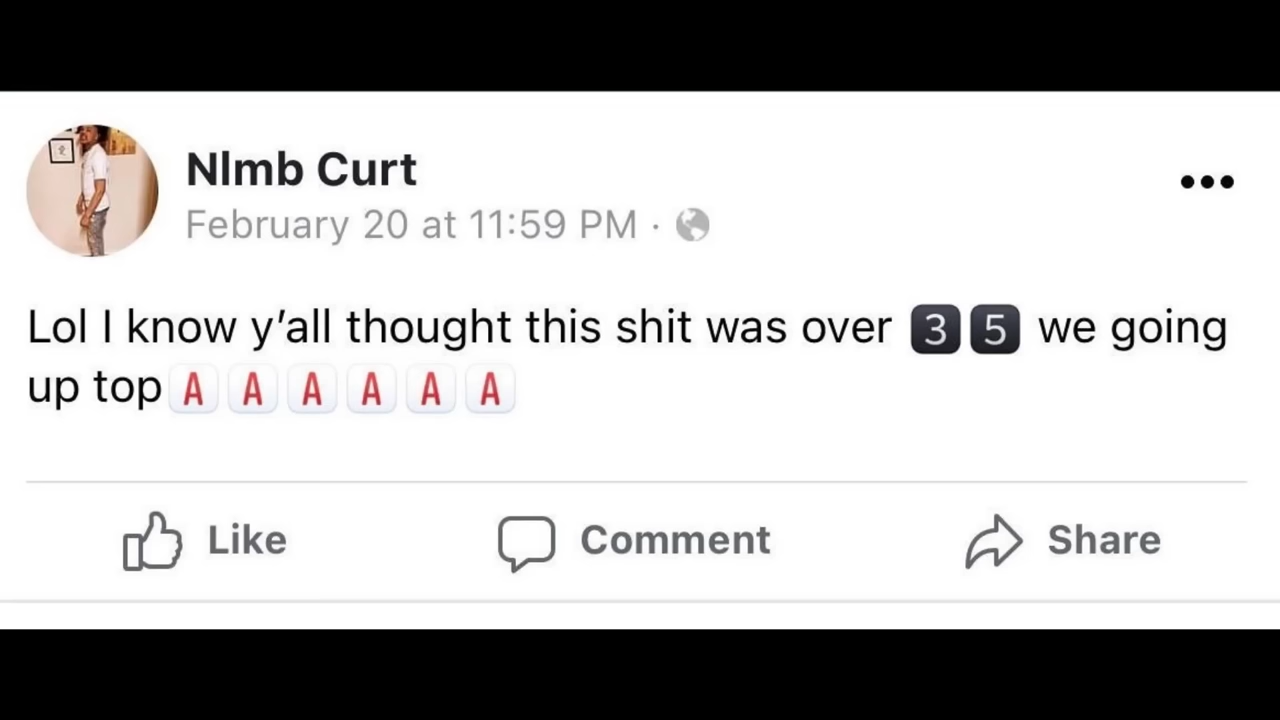 Nlmb Curt
February 20 at 11:59 PM ·
Lol I know y’all thought this shit was over 3️⃣5️⃣ we going
up top🅰🅰🅰🅰🅰🅰
Like Comment Share